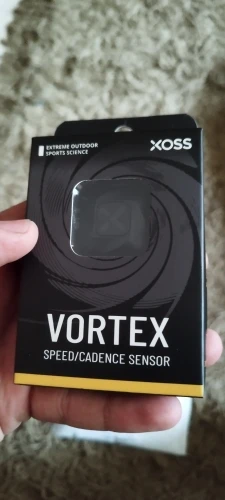 EXTREME OUTDOOR
SPORTS SCIENCE
XOSS
VORTEX
SPEED/CADENCE SENSOR